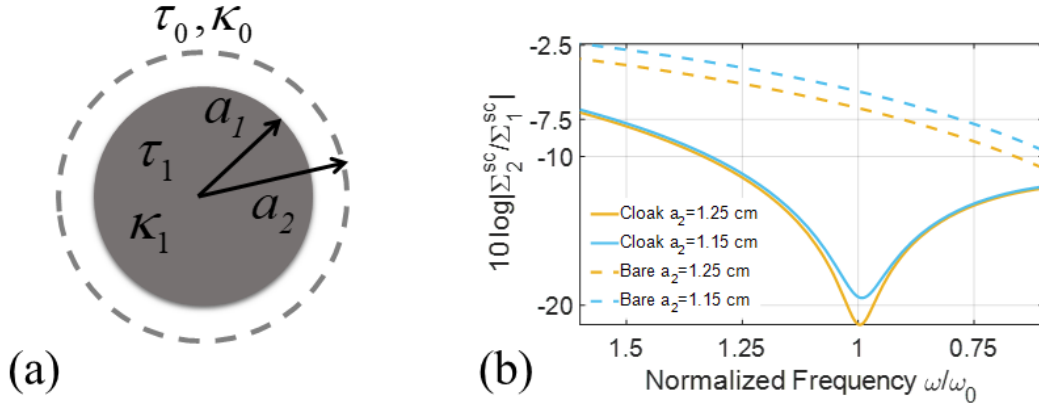 τ₀, κ₀
a₁
τ₁
a₂
κ₁
(a)
10 log|Σ₂ˢᶜ/Σ₁ˢᶜ|
-2.5
-7.5
-10
-20
Cloak a₂=1.25 cm
Cloak a₂=1.15 cm
Bare a₂=1.25 cm
Bare a₂=1.15 cm
1.5
1.25
1
0.75
Normalized Frequency ω/ω₀
(b)